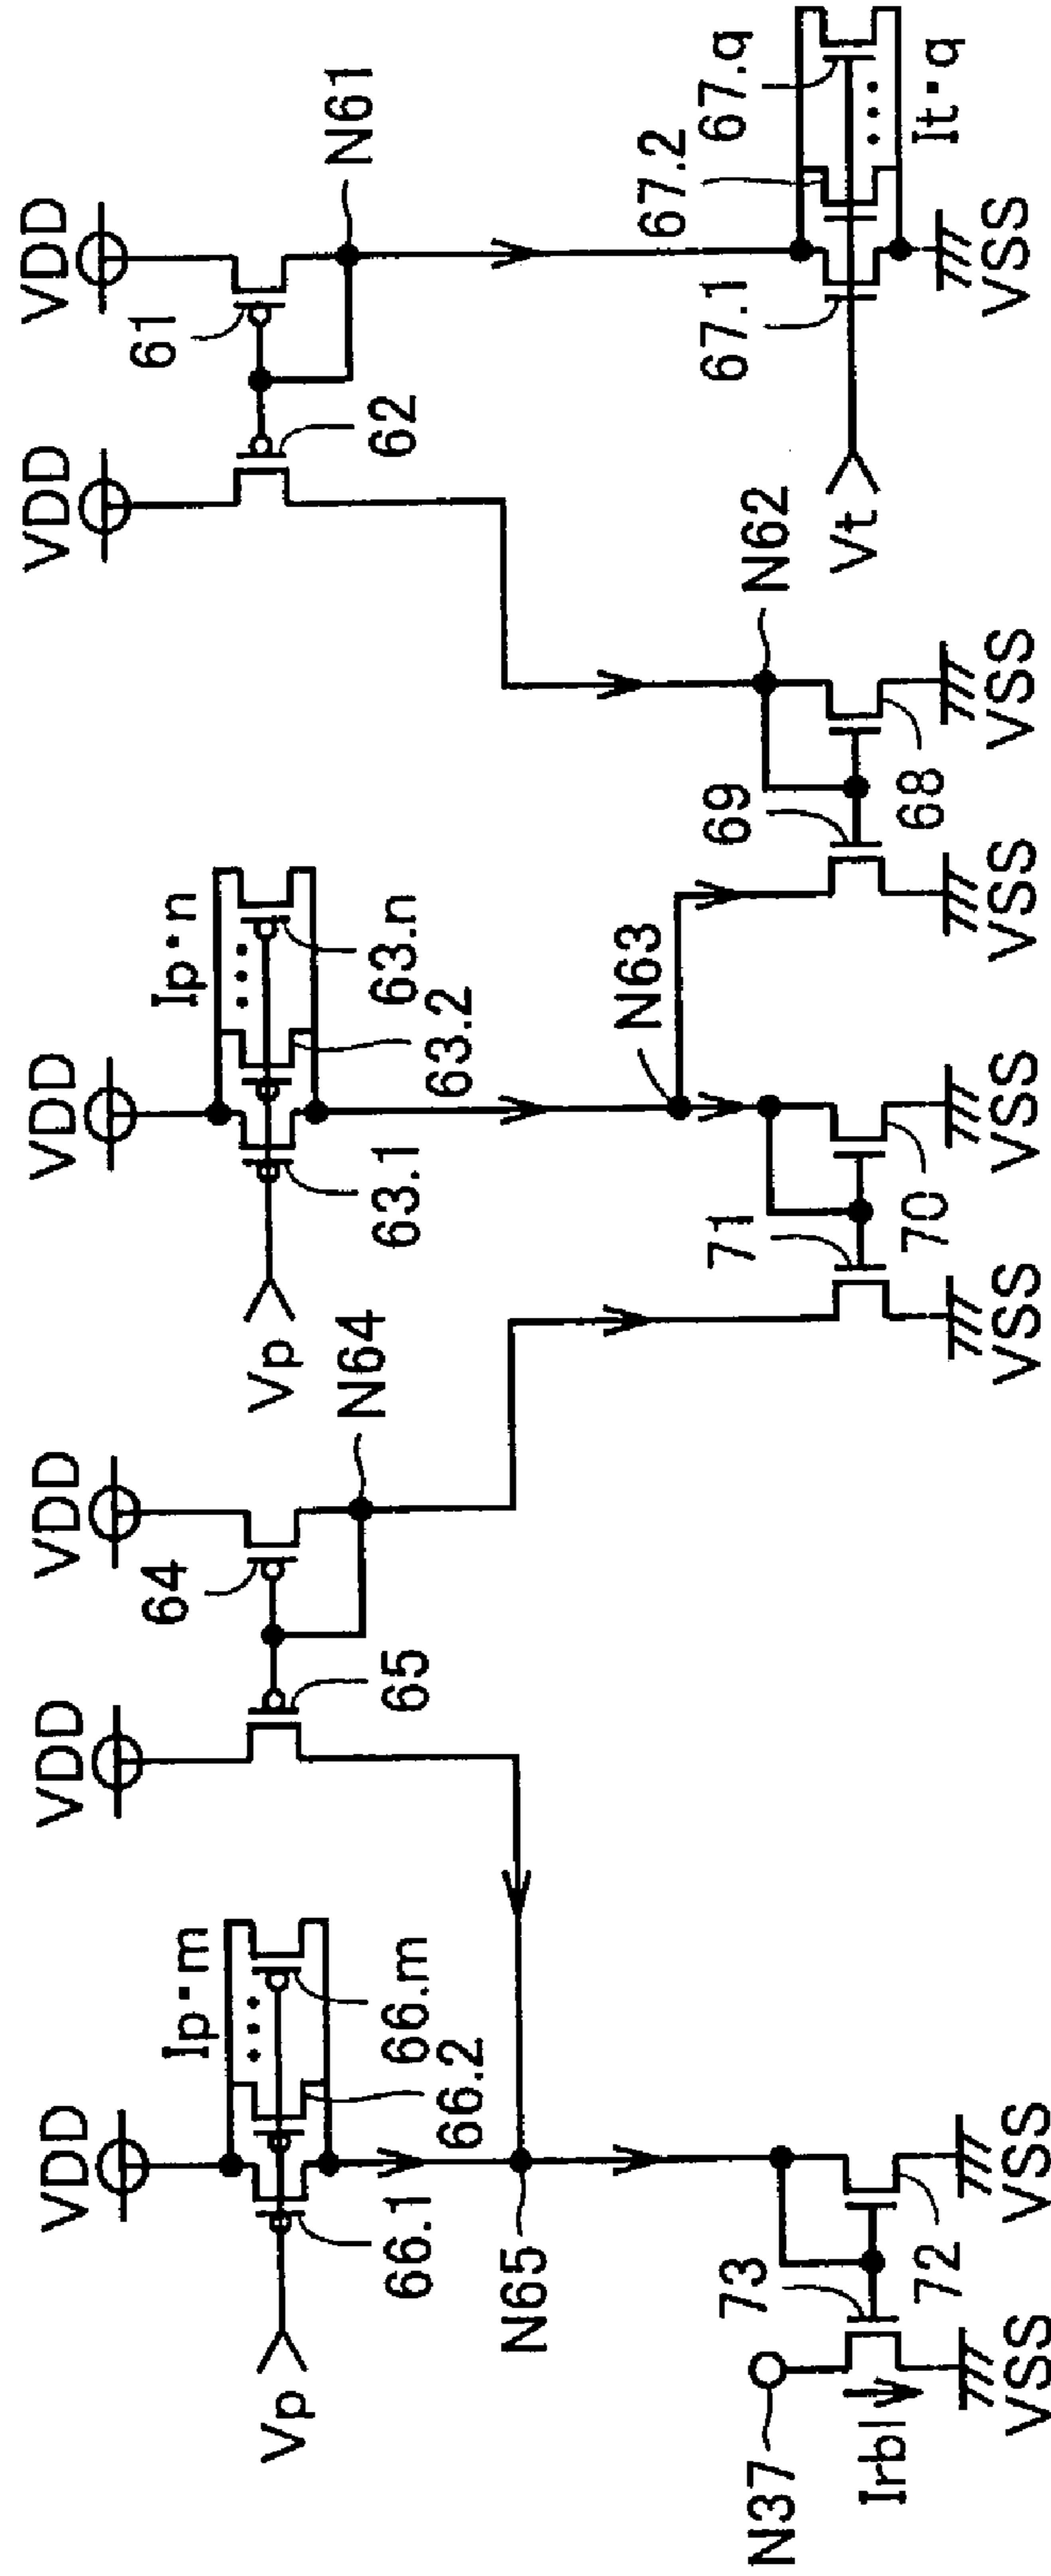 VDD
VDD
VDD
VDD
VDD
VDD
Ip·m
Ip·n
66.1
66.2
66.m
65
64
63.1
63.2
63.n
62
61
Vp
Vp
N64
N61
N65
N63
N62
67.1
67.2
67.q
It·q
Vt
N37
Irbl
73
72
71
70
69
68
VSS
VSS
VSS
VSS
VSS
VSS
VSS